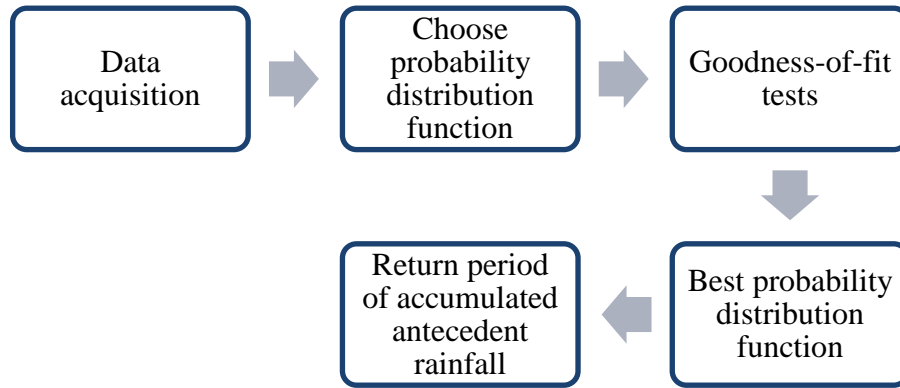 Data
acquisition
Choose
probability
distribution
function
Goodness-of-fit
tests
Best probability
distribution
function
Return period
of accumulated
antecedent
rainfall